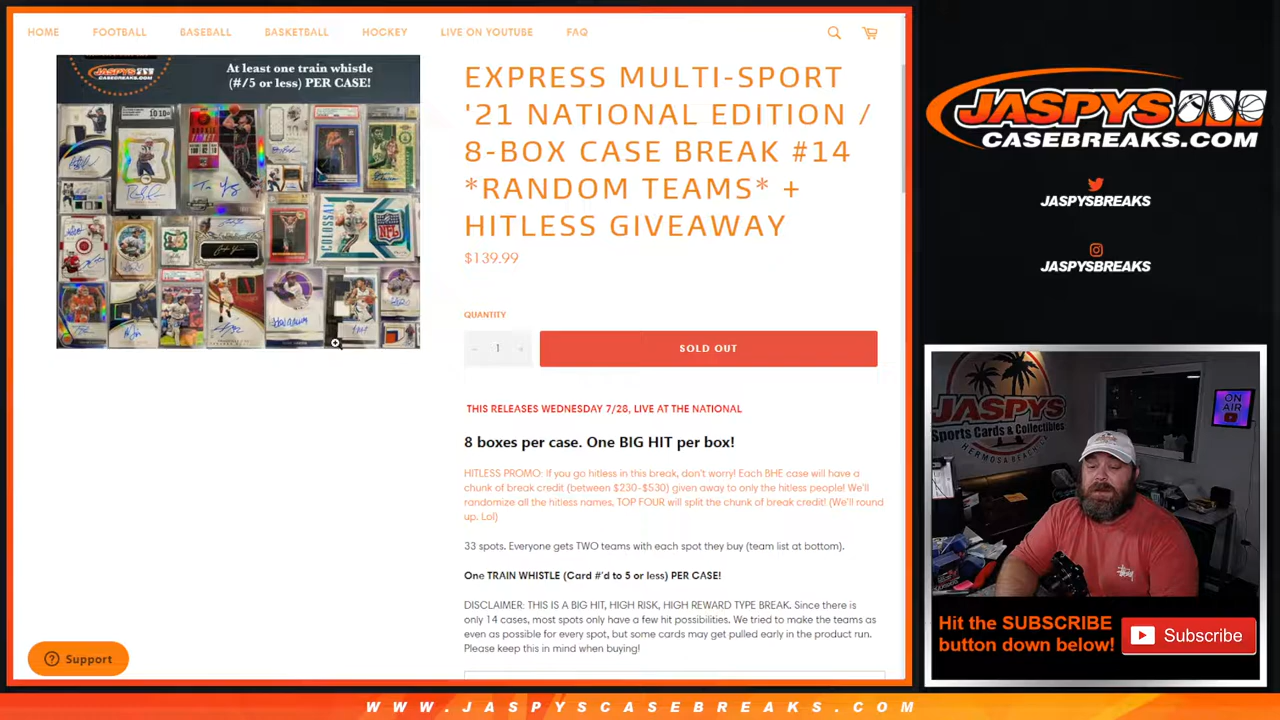 HOME FOOTBALL BASEBALL BASKETBALL HOCKEY LIVE ON YOUTUBE FAQ
CASEBREAKS.COM
At least one train whistle
(#/5 or less) PER CASE!
COLOSSAL
EXPRESS MULTI-SPORT
'21 NATIONAL EDITION /
8-BOX CASE BREAK #14
*RANDOM TEAMS* +
HITLESS GIVEAWAY
$139.99
QUANTITY
− 1 +
SOLD OUT
THIS RELEASES WEDNESDAY 7/28, LIVE AT THE NATIONAL
8 boxes per case. One BIG HIT per box!
HITLESS PROMO: If you go hitless in this break, don't worry! Each BHE case will have a
chunk of break credit (between $230-$530) given away to only the hitless people! We'll
randomize all the hitless names, TOP FOUR will split the chunk of break credit! (We'll round
up. Lol)
33 spots. Everyone gets TWO teams with each spot they buy (team list at bottom).
One TRAIN WHISTLE (Card #'d to 5 or less) PER CASE!
DISCLAIMER: THIS IS A BIG HIT, HIGH RISK, HIGH REWARD TYPE BREAK. Since there is
only 14 cases, most spots only have a few hit possibilities. We tried to make the teams as
even as possible for every spot, but some cards may get pulled early in the product run.
Please keep this in mind when buying!
Support
JASPYS
CASEBREAKS.COM
JASPYSBREAKS
JASPYSBREAKS
JASPYS
Sports Cards & Collectibles
HERMOSA BEACH, CA
ON
AIR
Hit the SUBSCRIBE
button down below!
Subscribe
WWW.JASPYSCASEBREAKS.COM